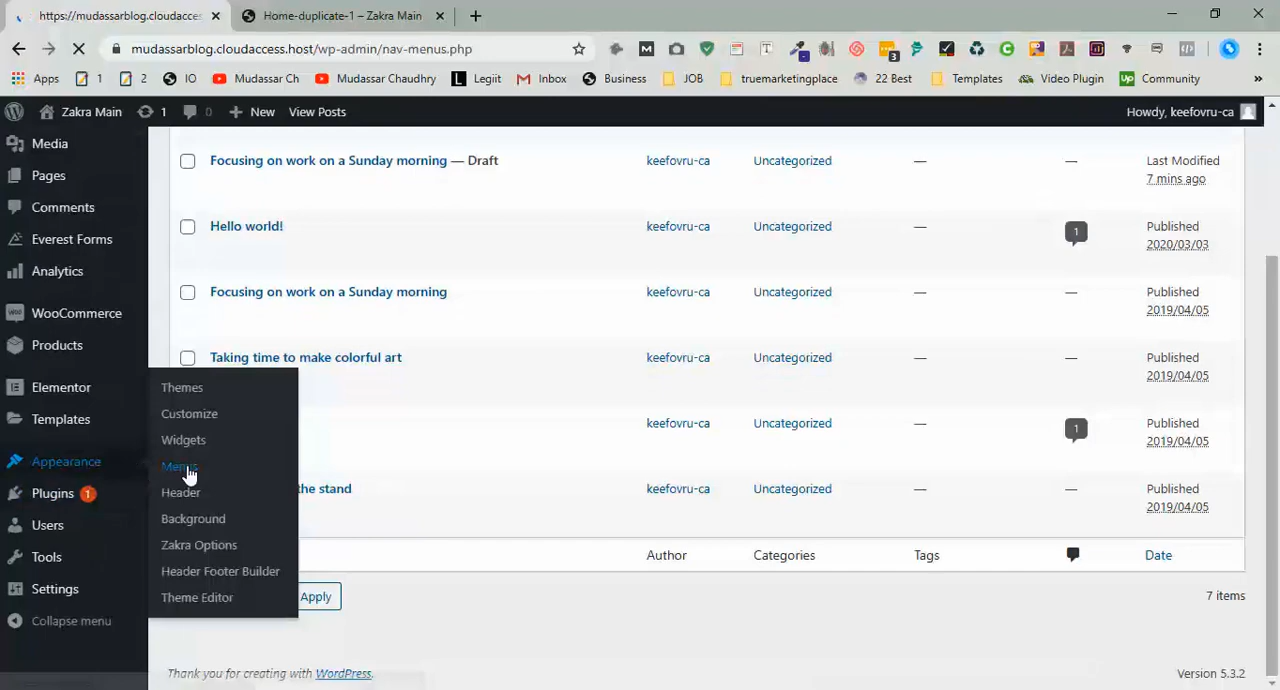 https://mudassarblog.cloudacces
Home-duplicate-1 – Zakra Main
mudassarblog.cloudaccess.host/wp-admin/nav-menus.php
Apps 1 2 IO Mudassar Ch Mudassar Chaudhry Legiit Inbox Business JOB truemarketingplace 22 Best Templates Video Plugin Community »
Zakra Main 1 0 New View Posts Howdy, keefovru-ca
Media
Pages
Comments
Everest Forms
Analytics
WooCommerce
Products
Elementor
Templates
Appearance
Plugins 1
Users
Tools
Settings
Collapse menu
Themes
Customize
Widgets
Header
Background
Zakra Options
Header Footer Builder
Theme Editor
Focusing on work on a Sunday morning — Draft keefovru-ca Uncategorized — — Last Modified
7 mins ago
Hello world! keefovru-ca Uncategorized — 1 Published
2020/03/03
Focusing on work on a Sunday morning keefovru-ca Uncategorized — — Published
2019/04/05
Taking time to make colorful art keefovru-ca Uncategorized — — Published
2019/04/05
keefovru-ca Uncategorized — 1 Published
2019/04/05
the stand keefovru-ca Uncategorized — — Published
2019/04/05
Author Categories Tags Date
Apply 7 items
Thank you for creating with WordPress. Version 5.3.2